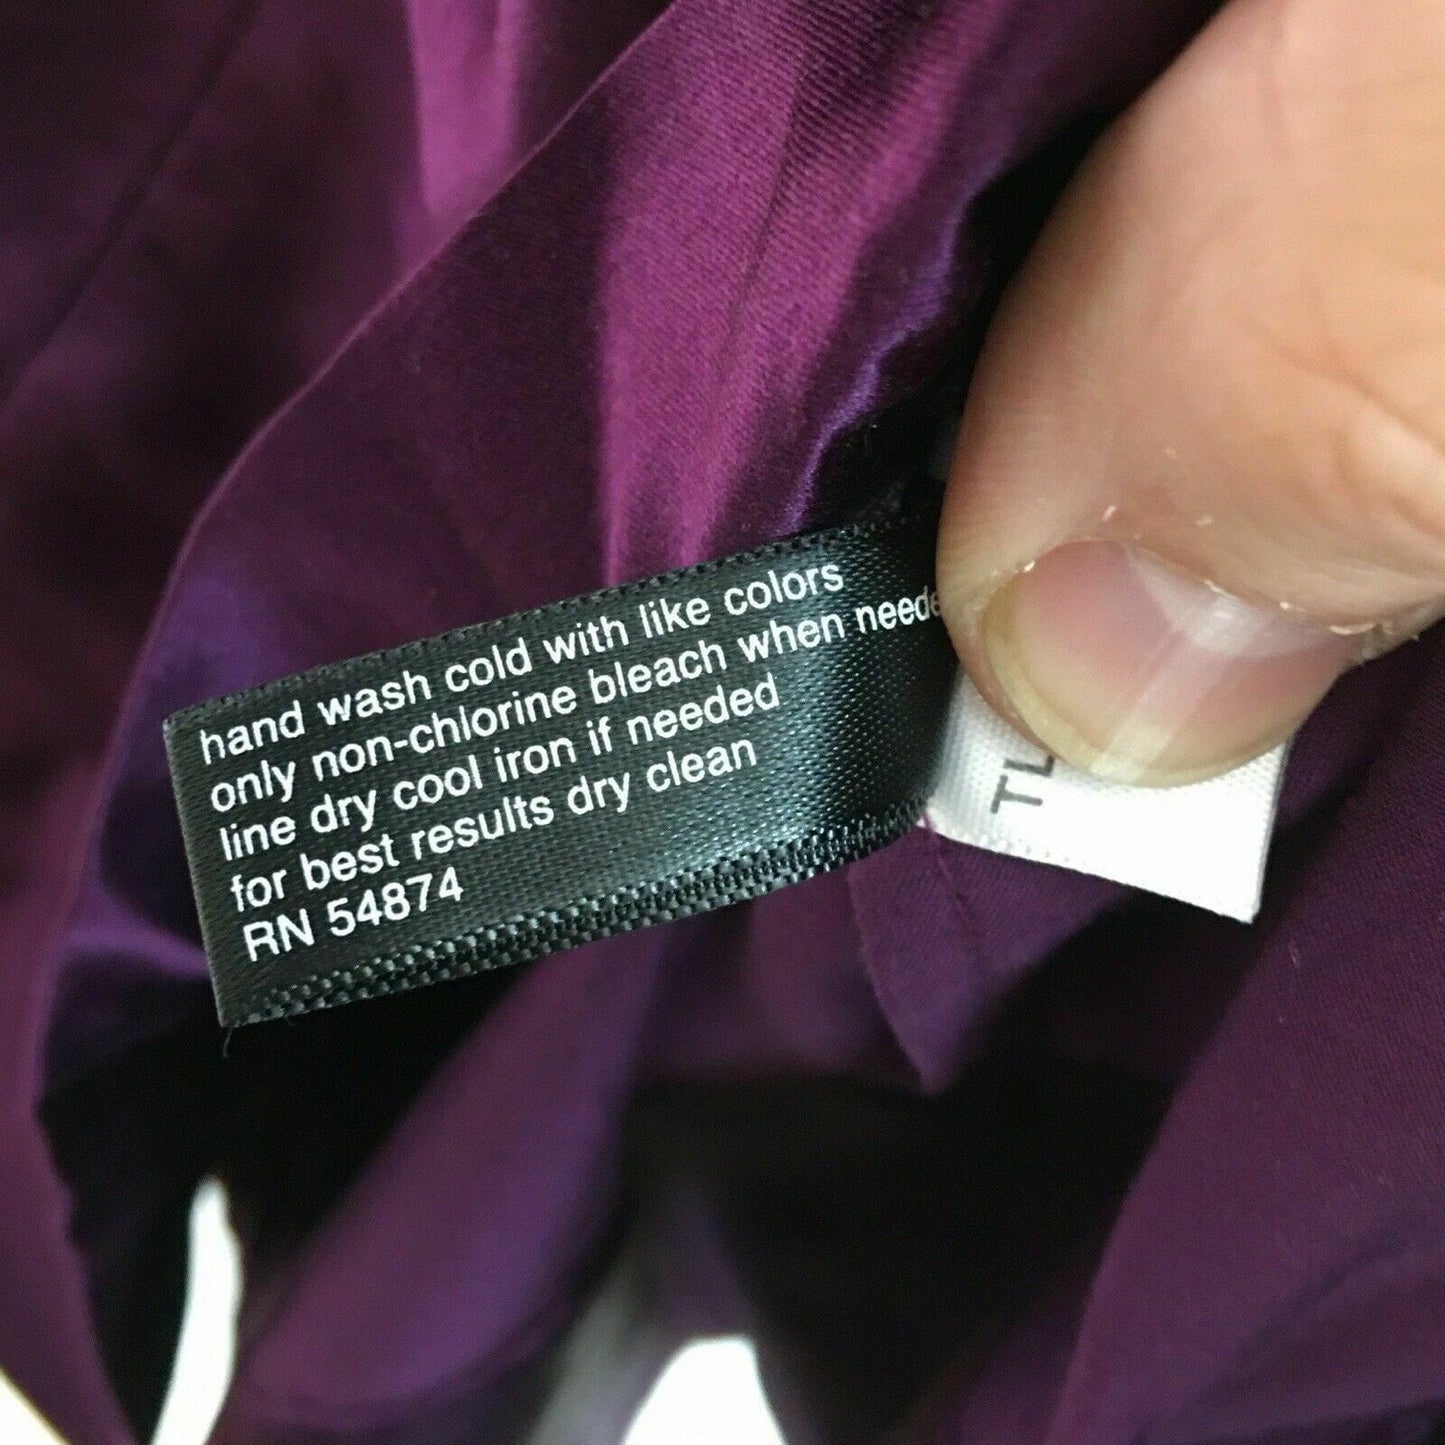 hand wash cold with like colors
only non-chlorine bleach when neede
line dry cool iron if needed
for best results dry clean
RN 54874
TL